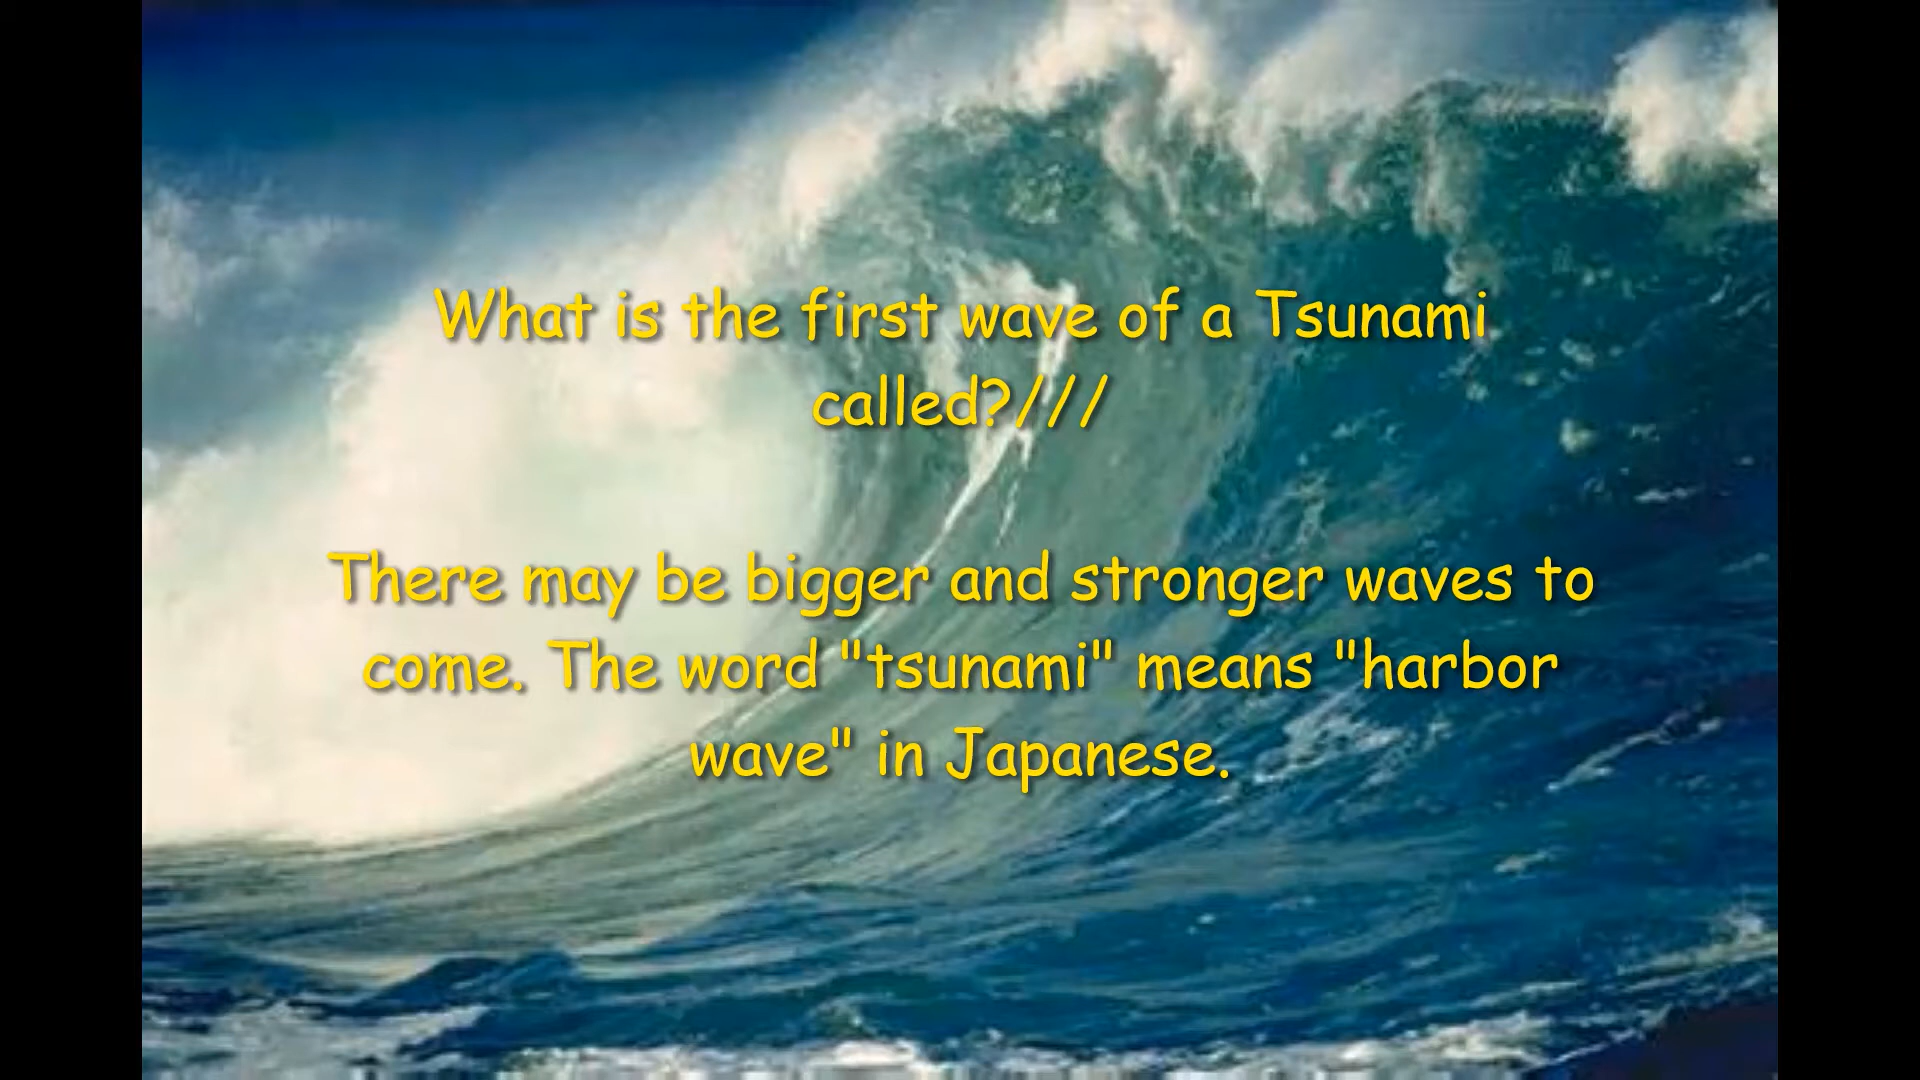 What is the first wave of a Tsunami
called?///
There may be bigger and stronger waves to
come. The word "tsunami" means "harbor
wave" in Japanese.